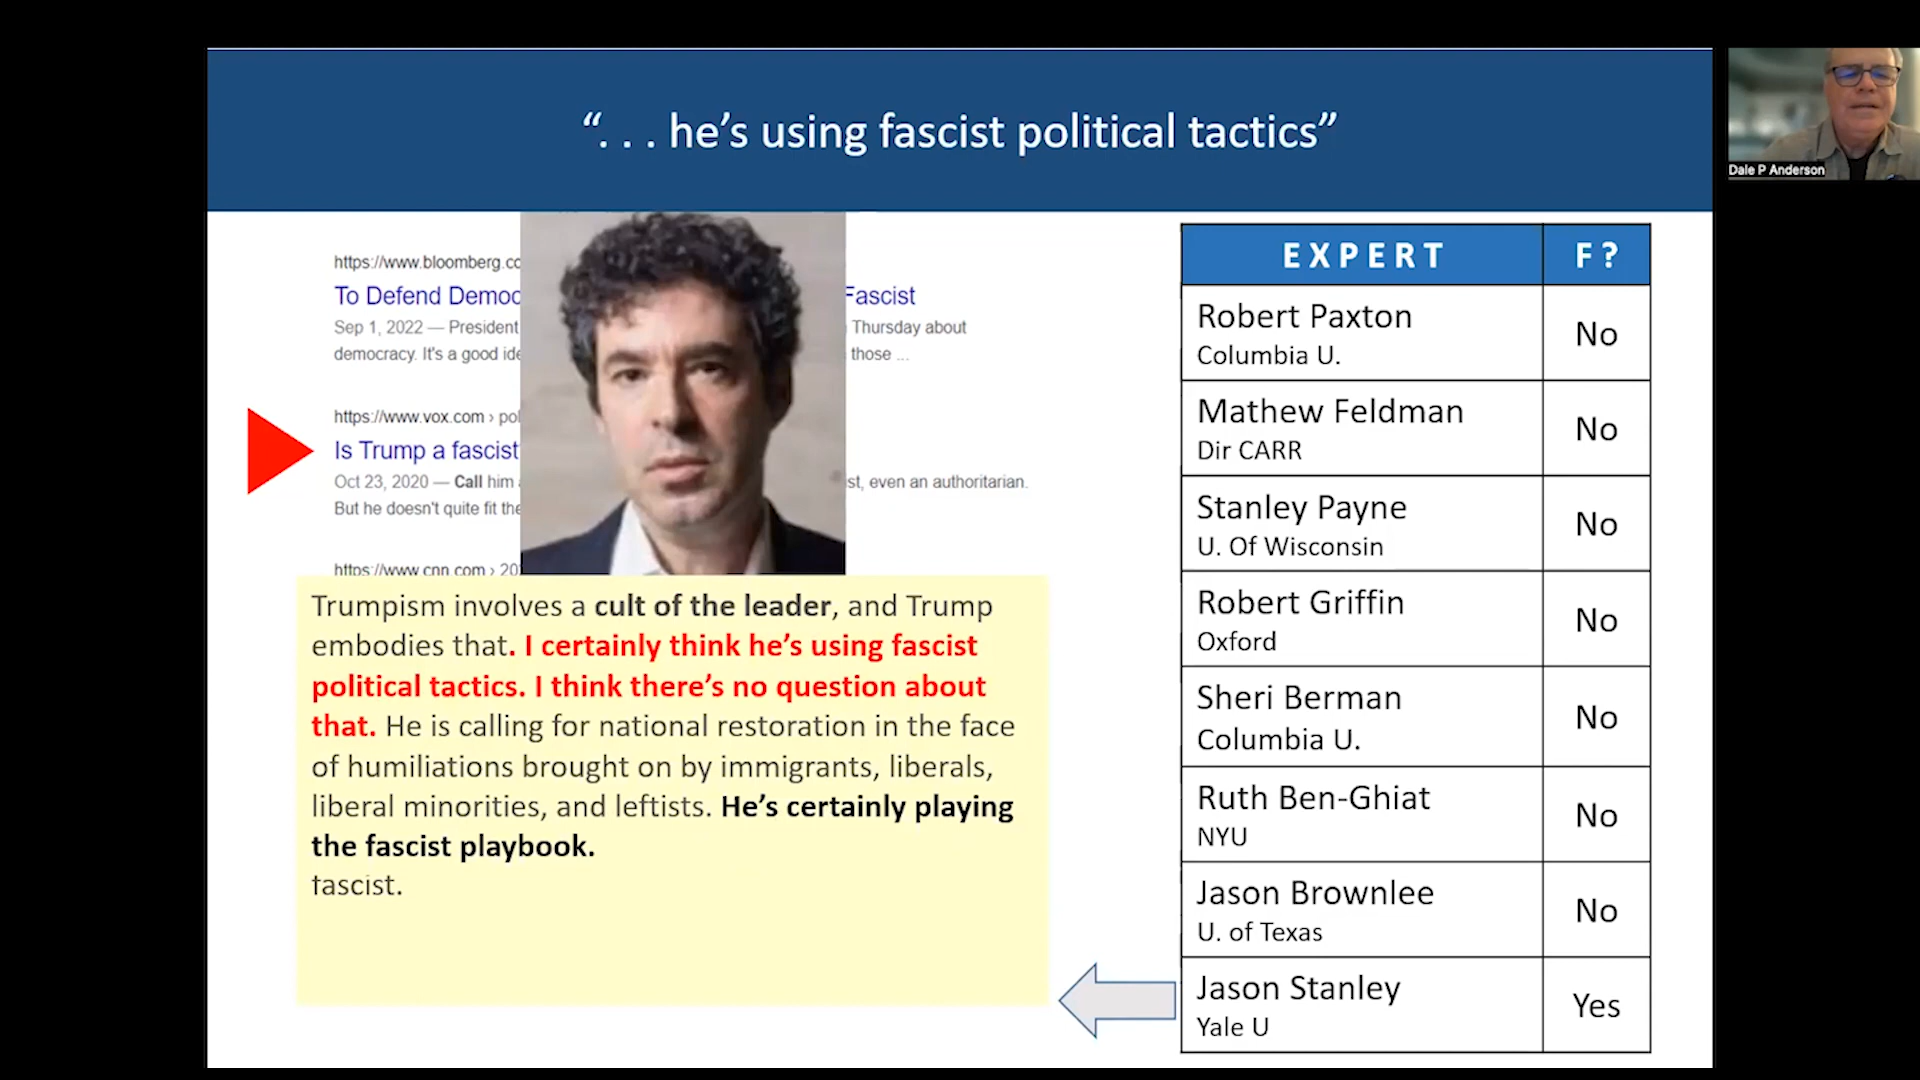 “. . . he’s using fascist political tactics”
Dale P Anderson
https://www.bloomberg.co
To Defend Democ Fascist
Sep 1, 2022 — President Thursday about
democracy. It's a good ide those ...
https://www.vox.com › pol
Is Trump a fascist
Oct 23, 2020 — Call him st, even an authoritarian.
But he doesn't quite fit the
https://www.cnn.com › 20
Trumpism involves a cult of the leader, and Trump
embodies that. I certainly think he’s using fascist
political tactics. I think there’s no question about
that. He is calling for national restoration in the face
of humiliations brought on by immigrants, liberals,
liberal minorities, and leftists. He’s certainly playing
the fascist playbook.
fascist.
EXPERT F?
Robert Paxton
Columbia U.
No
Mathew Feldman
Dir CARR
No
Stanley Payne
U. Of Wisconsin
No
Robert Griffin
Oxford
No
Sheri Berman
Columbia U.
No
Ruth Ben-Ghiat
NYU
No
Jason Brownlee
U. of Texas
No
Jason Stanley
Yale U
Yes